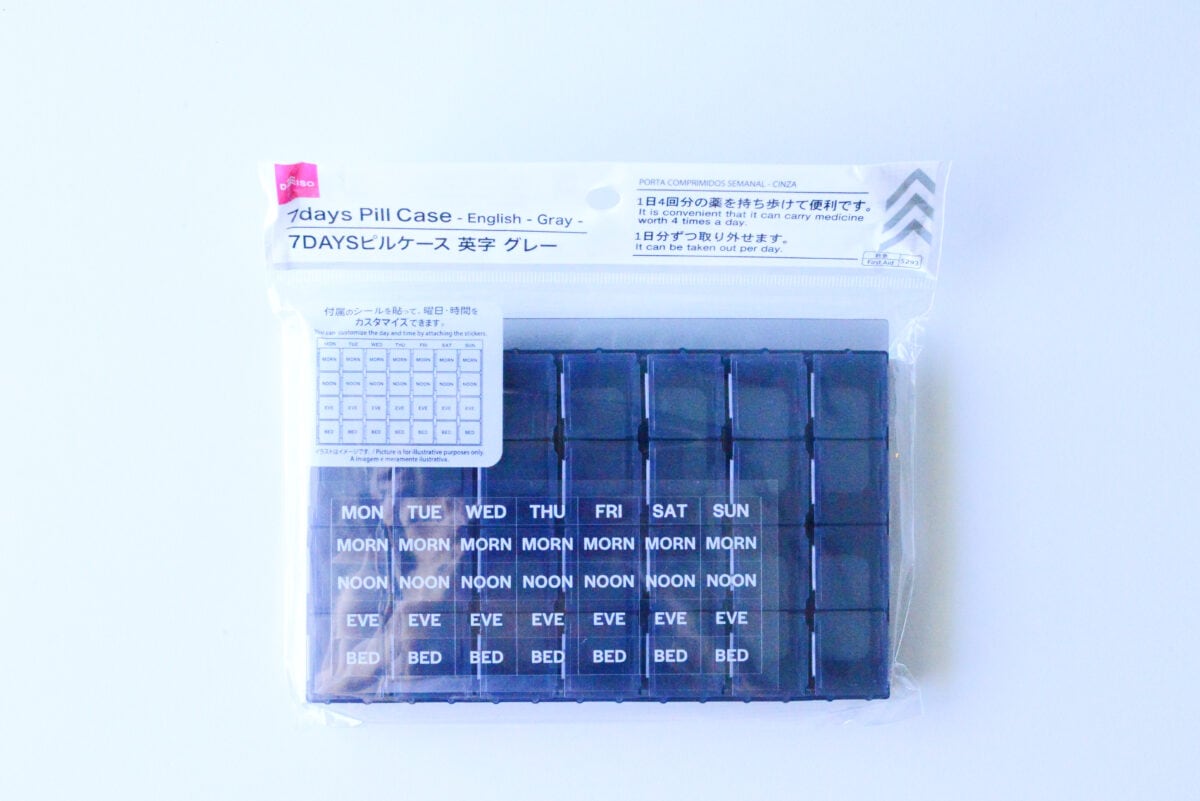 DAISO
7days Pill Case - English - Gray -
7DAYSピルケース 英字 グレー
PORTA COMPRIMIDOS SEMANAL - CINZA
1日4回分の薬を持ち歩けて便利です。
It is convenient that it can carry medicine
worth 4 times a day.
1日分ずつ取り外せます。
It can be taken out per day.
救急
First Aid 5293
付属のシールを貼って、曜日・時間を
カスタマイズできます。
You can customize the day and time by attaching the stickers.
MON TUE WED THU FRI SAT SUN
MORN MORN MORN MORN MORN MORN MORN
NOON NOON NOON NOON NOON NOON NOON
EVE EVE EVE EVE EVE EVE EVE
BED BED BED BED BED BED BED
イラストはイメージです。/ Picture is for illustrative purposes only.
A imagem é meramente ilustrativa.
MON TUE WED THU FRI SAT SUN
MORN MORN MORN MORN MORN MORN MORN
NOON NOON NOON NOON NOON NOON NOON
EVE EVE EVE EVE EVE EVE EVE
BED BED BED BED BED BED BED